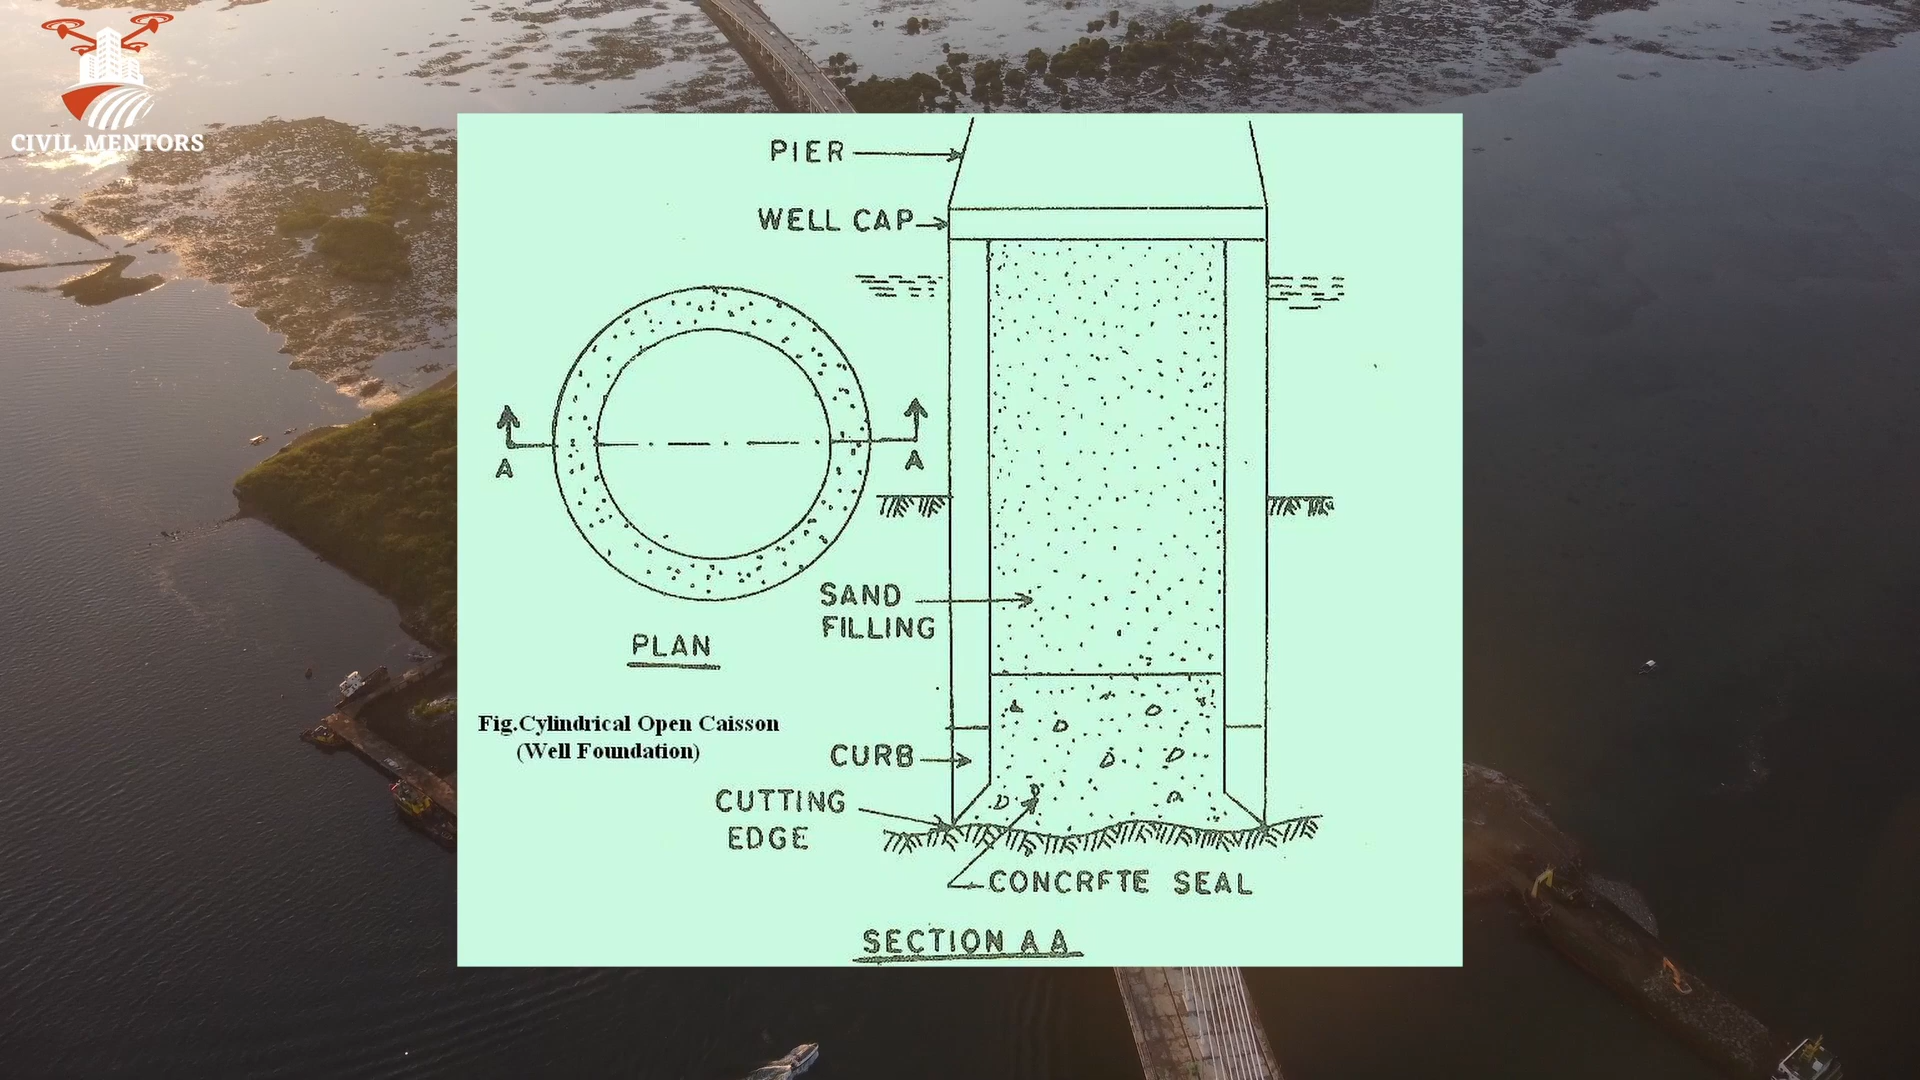 CIVIL MENTORS
PIER
WELL CAP
A
A
SAND
FILLING
PLAN
Fig.Cylindrical Open Caisson
(Well Foundation)
CURB
CUTTING
EDGE
CONCRETE SEAL
SECTION A A